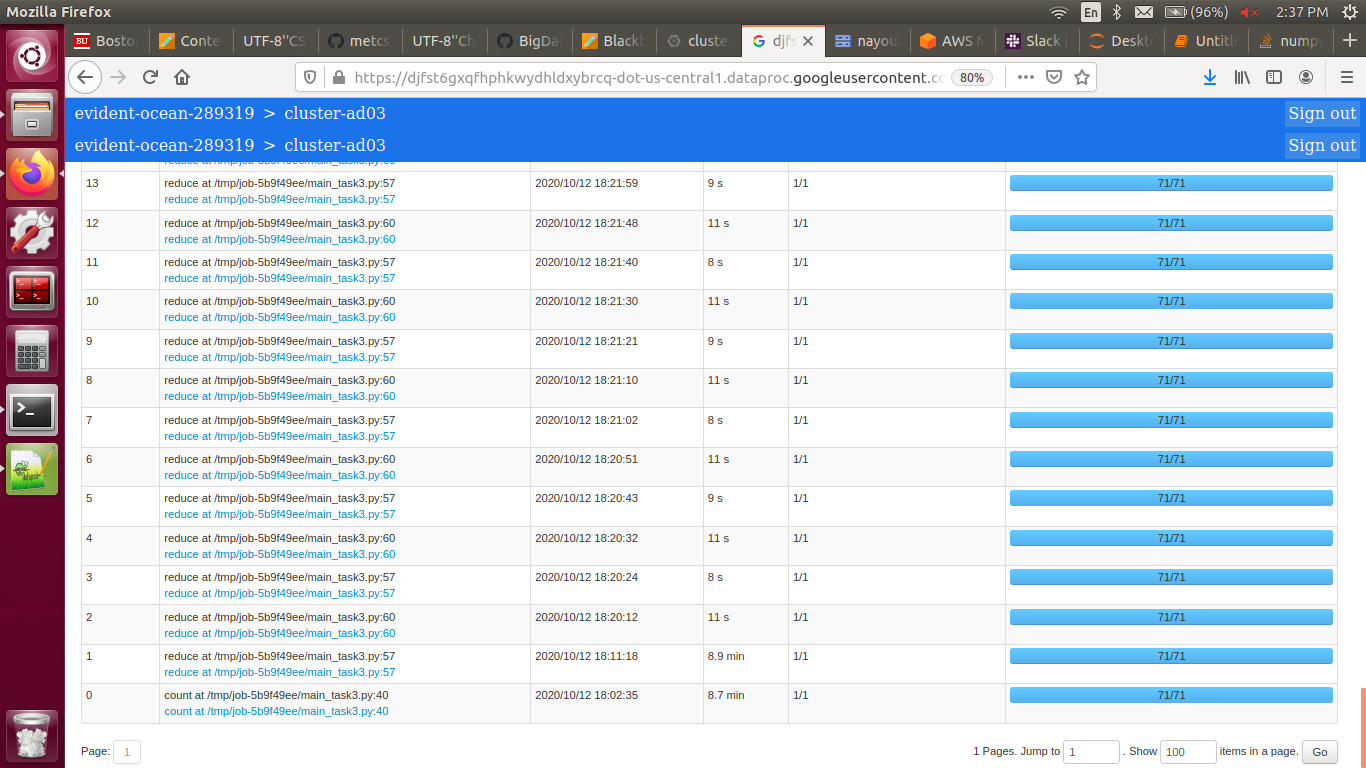 Mozilla Firefox
En
(96%)
2:37 PM
BU Bosto
Conte
UTF-8''CS
metcs
UTF-8''Ch
BigDa
Blackb
cluste
djfs
nayou
AWS M
Slack
Deskt
Untitl
numpy
https://djfst6gxqfhphkwydhldxybrcq-dot-us-central1.dataproc.googleusercontent.cc 80%
evident-ocean-289319 > cluster-ad03 Sign out
evident-ocean-289319 > cluster-ad03 Sign out
13 reduce at /tmp/job-5b9f49ee/main_task3.py:57 2020/10/12 18:21:59 9 s 1/1 71/71
reduce at /tmp/job-5b9f49ee/main_task3.py:57
12 reduce at /tmp/job-5b9f49ee/main_task3.py:60 2020/10/12 18:21:48 11 s 1/1 71/71
reduce at /tmp/job-5b9f49ee/main_task3.py:60
11 reduce at /tmp/job-5b9f49ee/main_task3.py:57 2020/10/12 18:21:40 8 s 1/1 71/71
reduce at /tmp/job-5b9f49ee/main_task3.py:57
10 reduce at /tmp/job-5b9f49ee/main_task3.py:60 2020/10/12 18:21:30 11 s 1/1 71/71
reduce at /tmp/job-5b9f49ee/main_task3.py:60
9 reduce at /tmp/job-5b9f49ee/main_task3.py:57 2020/10/12 18:21:21 9 s 1/1 71/71
reduce at /tmp/job-5b9f49ee/main_task3.py:57
8 reduce at /tmp/job-5b9f49ee/main_task3.py:60 2020/10/12 18:21:10 11 s 1/1 71/71
reduce at /tmp/job-5b9f49ee/main_task3.py:60
7 reduce at /tmp/job-5b9f49ee/main_task3.py:57 2020/10/12 18:21:02 8 s 1/1 71/71
reduce at /tmp/job-5b9f49ee/main_task3.py:57
6 reduce at /tmp/job-5b9f49ee/main_task3.py:60 2020/10/12 18:20:51 11 s 1/1 71/71
reduce at /tmp/job-5b9f49ee/main_task3.py:60
5 reduce at /tmp/job-5b9f49ee/main_task3.py:57 2020/10/12 18:20:43 9 s 1/1 71/71
reduce at /tmp/job-5b9f49ee/main_task3.py:57
4 reduce at /tmp/job-5b9f49ee/main_task3.py:60 2020/10/12 18:20:32 11 s 1/1 71/71
reduce at /tmp/job-5b9f49ee/main_task3.py:60
3 reduce at /tmp/job-5b9f49ee/main_task3.py:57 2020/10/12 18:20:24 8 s 1/1 71/71
reduce at /tmp/job-5b9f49ee/main_task3.py:57
2 reduce at /tmp/job-5b9f49ee/main_task3.py:60 2020/10/12 18:20:12 11 s 1/1 71/71
reduce at /tmp/job-5b9f49ee/main_task3.py:60
1 reduce at /tmp/job-5b9f49ee/main_task3.py:57 2020/10/12 18:11:18 8.9 min 1/1 71/71
reduce at /tmp/job-5b9f49ee/main_task3.py:57
0 count at /tmp/job-5b9f49ee/main_task3.py:40 2020/10/12 18:02:35 8.7 min 1/1 71/71
count at /tmp/job-5b9f49ee/main_task3.py:40
Page: 1 1 Pages. Jump to 1 . Show 100 items in a page. Go